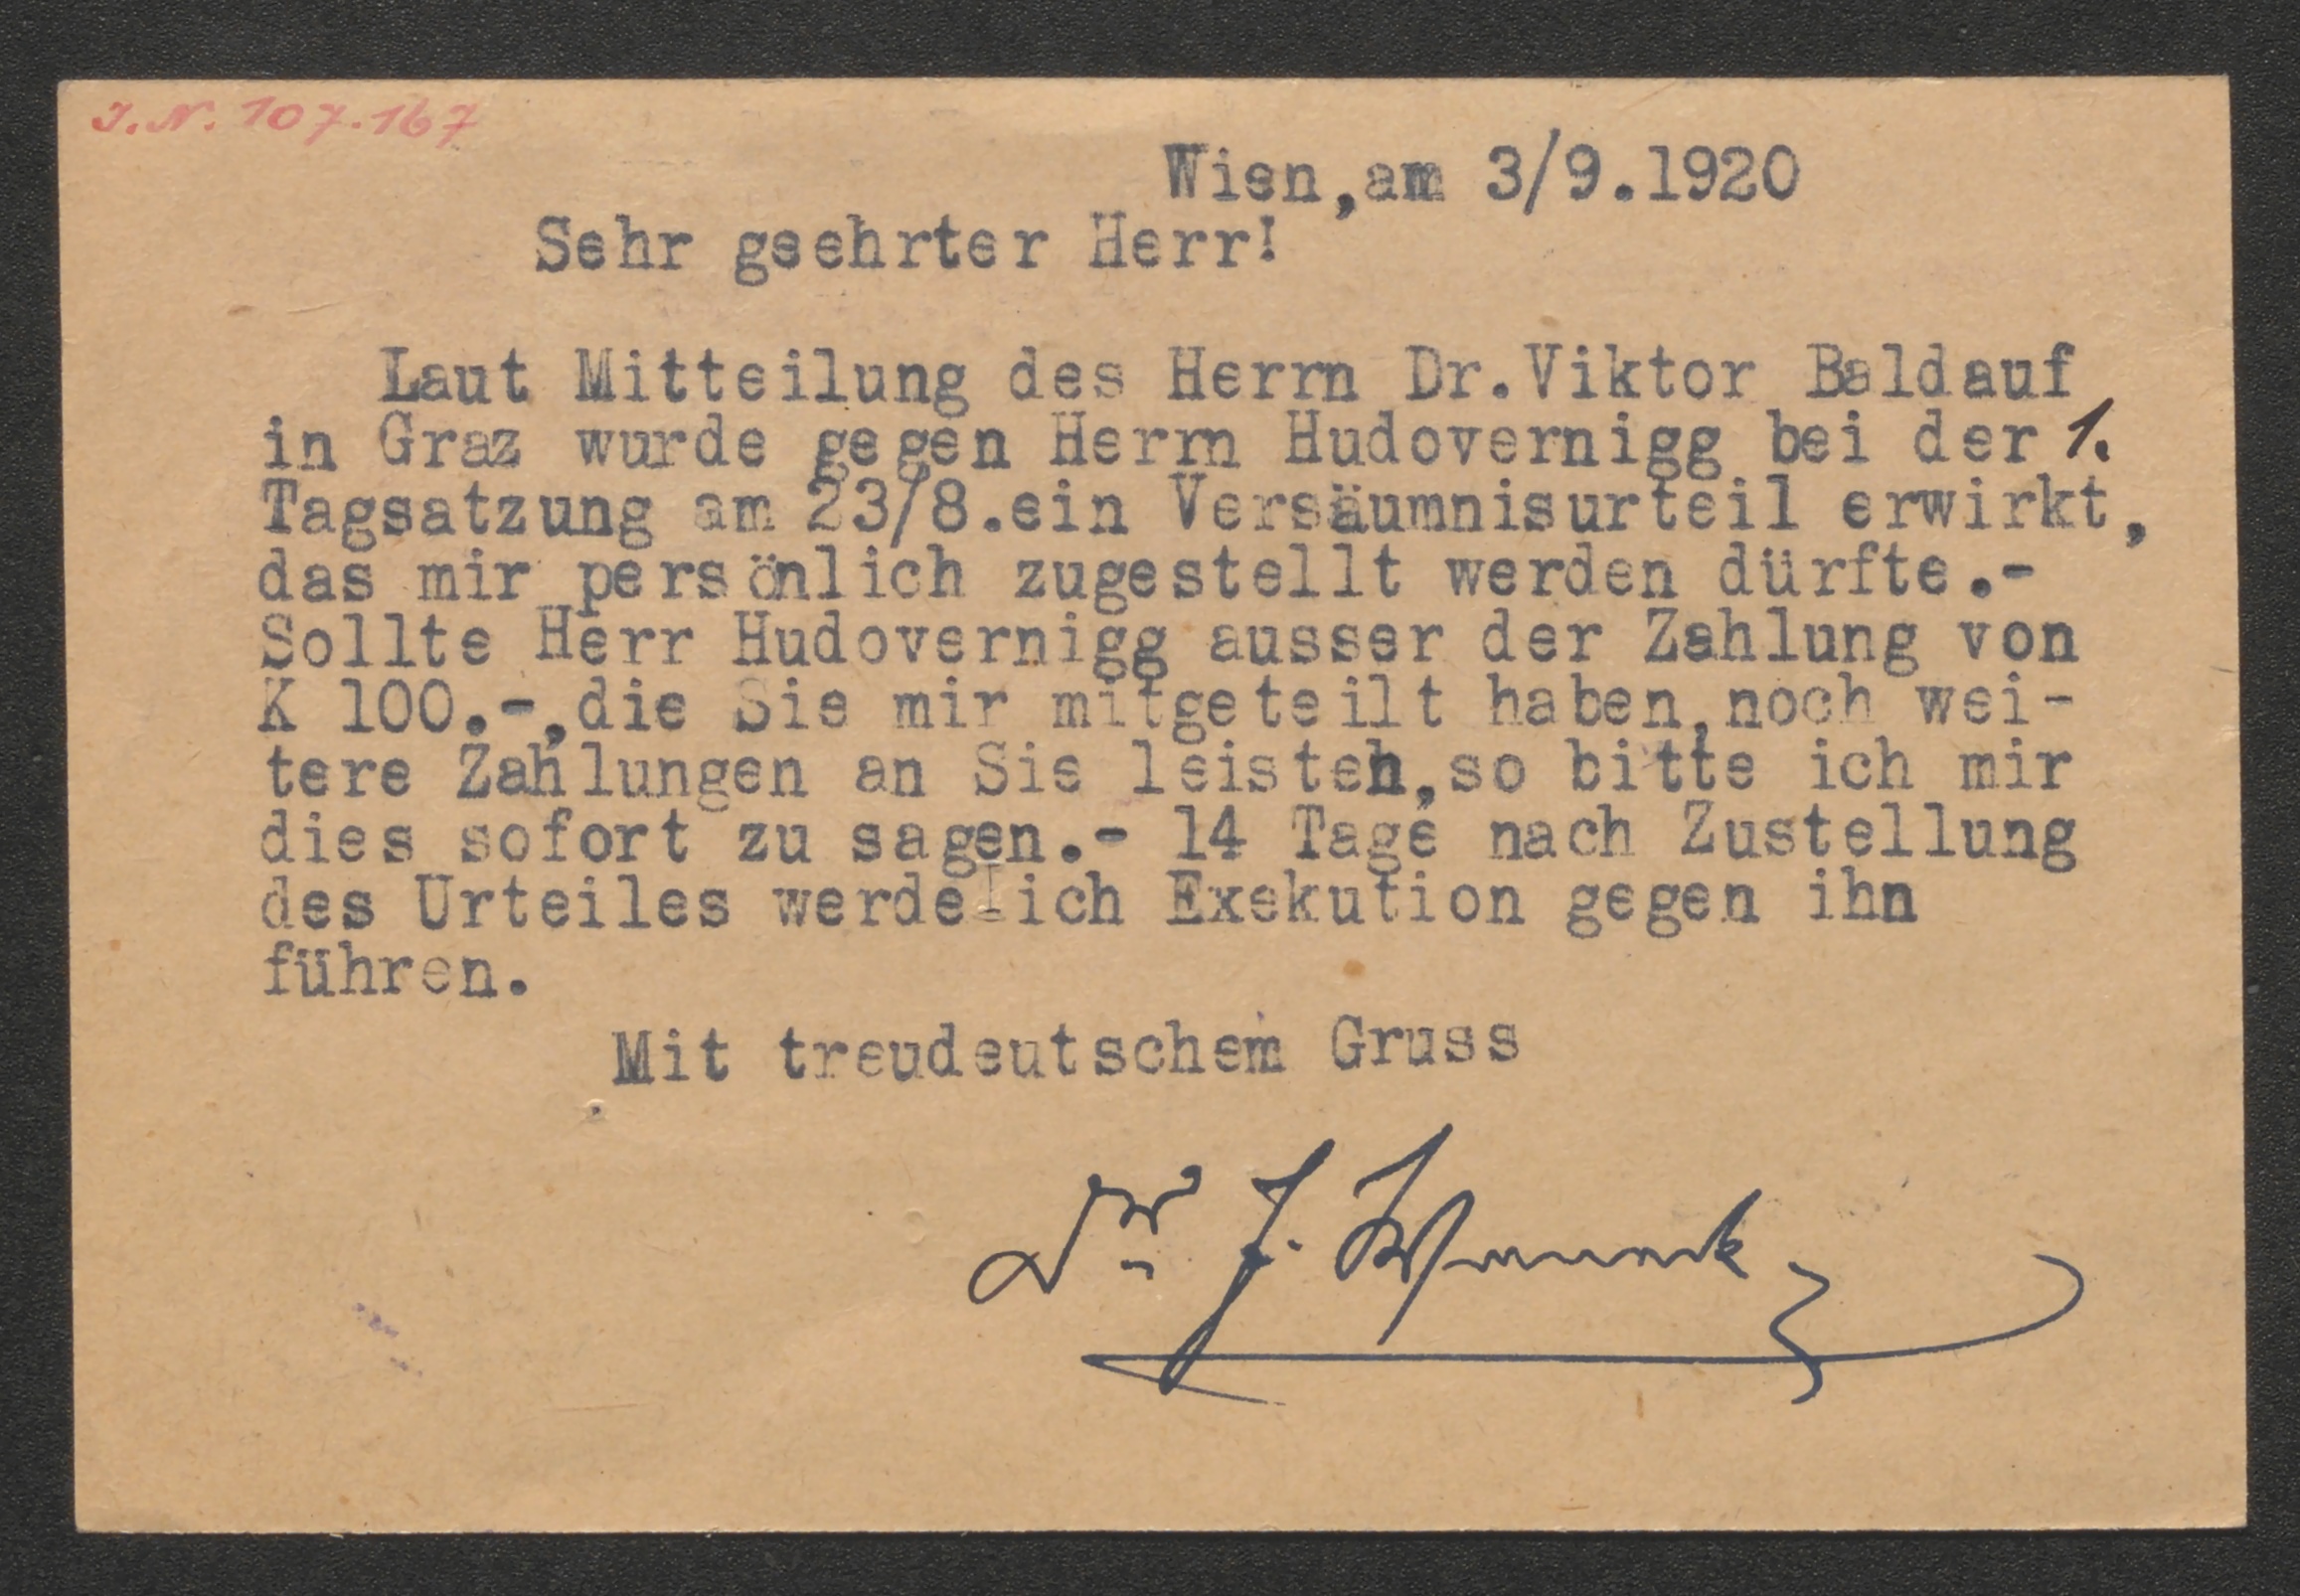 J.N. 107.167
Wien,am 3/9.1920
Sehr geehrter Herr!
Laut Mitteilung des Herrn Dr.Viktor Baldauf
in Graz wurde gegen Herrn Hudovernigg bei der 1.
Tagsatzung am 23/8.ein Versäumnisurteil erwirkt,
das mir persönlich zugestellt werden dürfte.-
Sollte Herr Hudovernigg ausser der Zahlung von
K 100.-,die Sie mir mitgeteilt haben,noch wei-
tere Zahlungen an Sie leisten,so bitte ich mir
dies sofort zu sagen.- 14 Tage nach Zustellung
des Urteiles werde ich Exekution gegen ihn
führen.
Mit treudeutschem Gruss
Dr J.